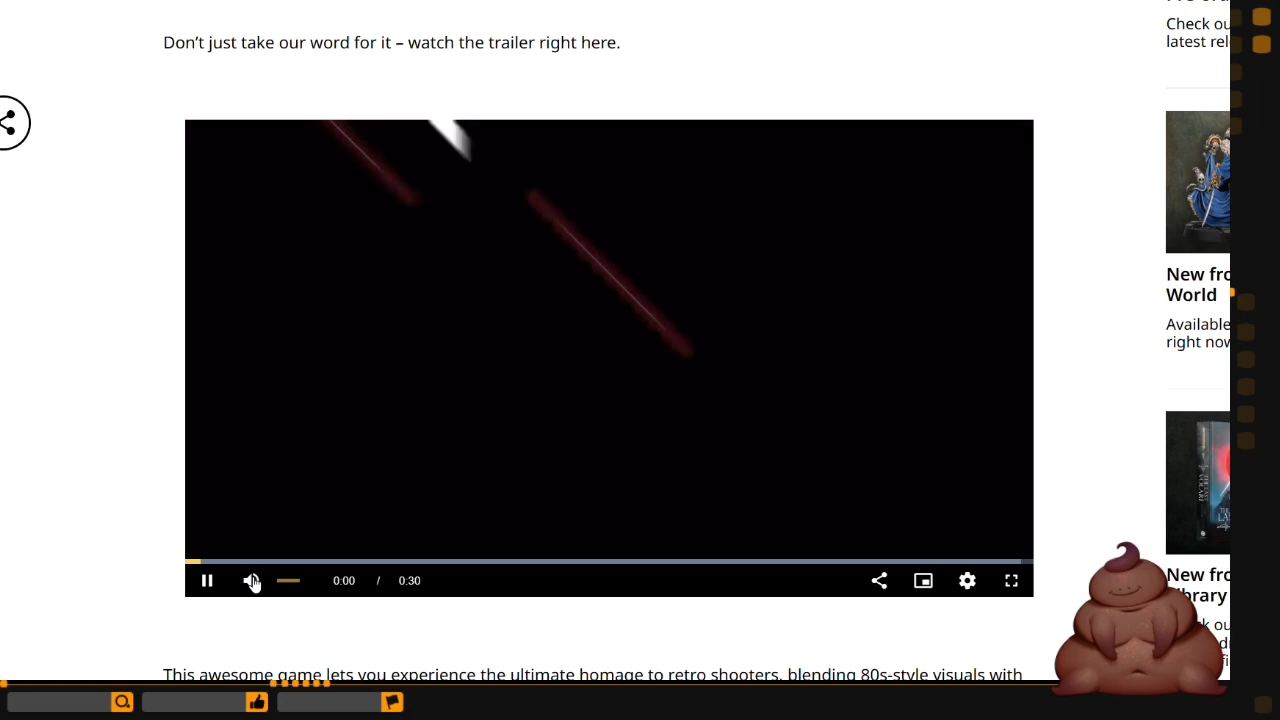 Don't just take our word for it – watch the trailer right here.
Check ou
latest rel
New fro
World
Available
right now
0:00 / 0:30
New fro
ibrary
This awesome game lets you experience the ultimate homage to retro shooters, blending 80s-style visuals with